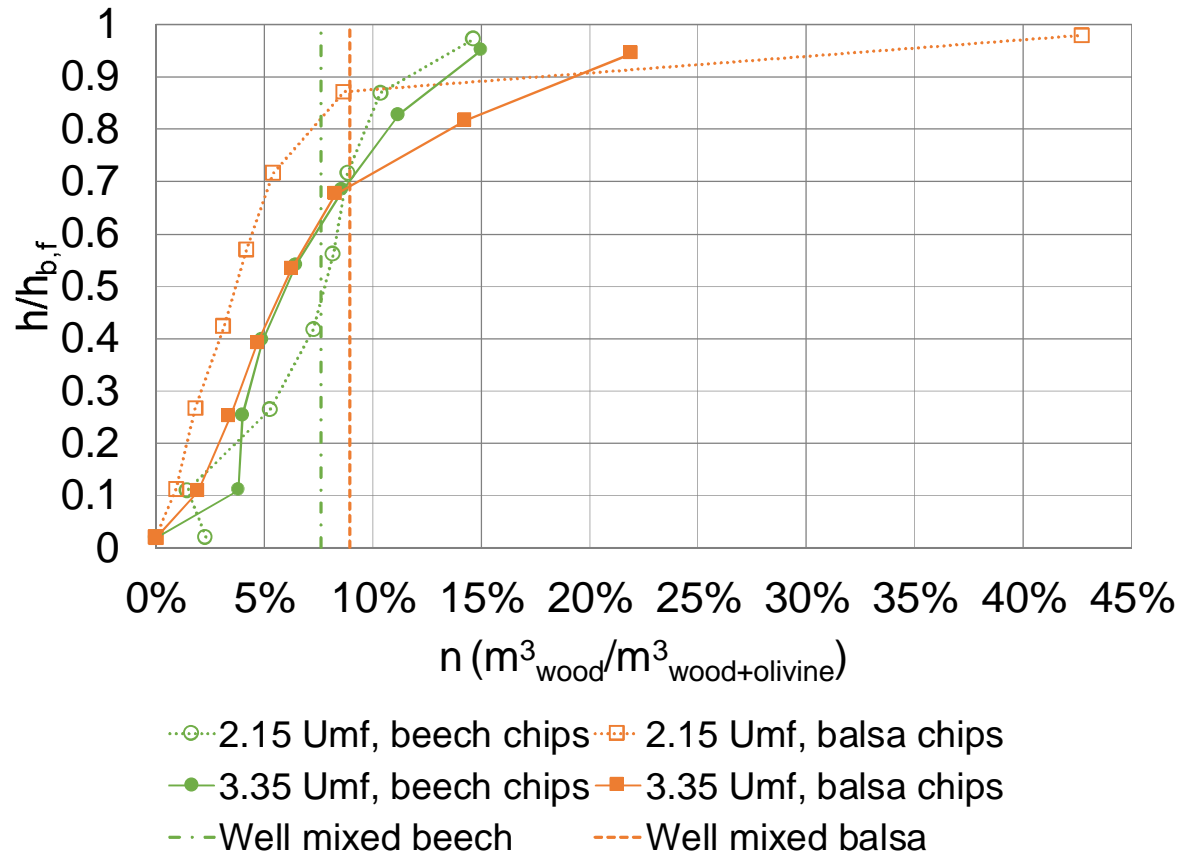 1
0.9
0.8
0.7
0.6
0.5
0.4
0.3
0.2
0.1
0
h/hb,f
0% 5% 10% 15% 20% 25% 30% 35% 40% 45%
n (m3wood/m3wood+olivine)
2.15 Umf, beech chips 2.15 Umf, balsa chips
3.35 Umf, beech chips 3.35 Umf, balsa chips
Well mixed beech Well mixed balsa